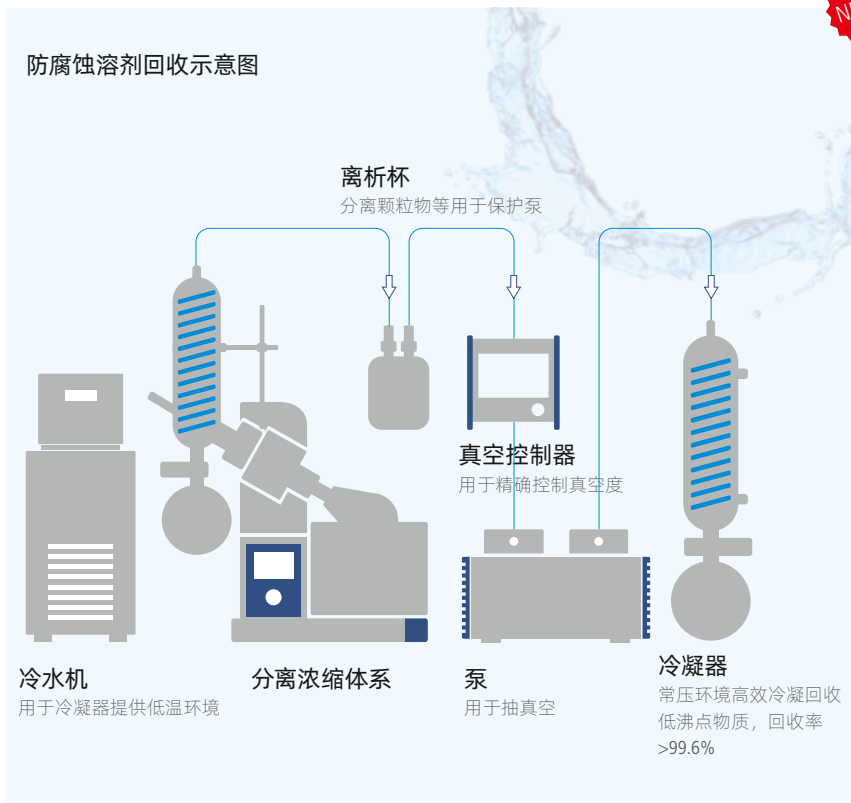 防腐蚀溶剂回收示意图
离析杯
分离颗粒物等用于保护泵
真空控制器
用于精确控制真空度
冷水机
用于冷凝器提供低温环境
分离浓缩体系
泵
用于抽真空
冷凝器
常压环境高效冷凝回收
低沸点物质，回收率
>99.6%